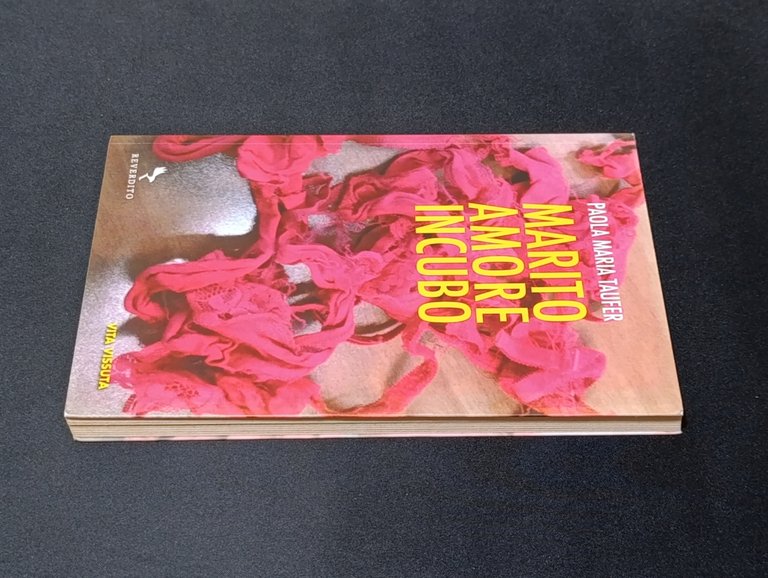 PAOLA MARIA TAUFER
MARITO
AMORE
INCUBO
VITA VISSUTA
REVERDITO